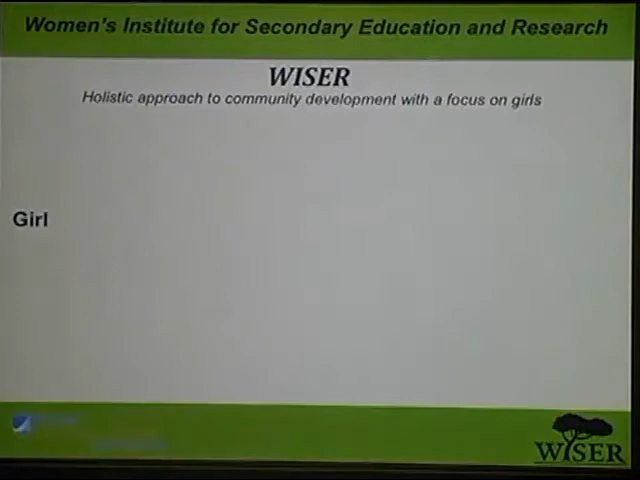 Women's Institute for Secondary Education and Research
WISER
Holistic approach to community development with a focus on girls
Girl
WISER